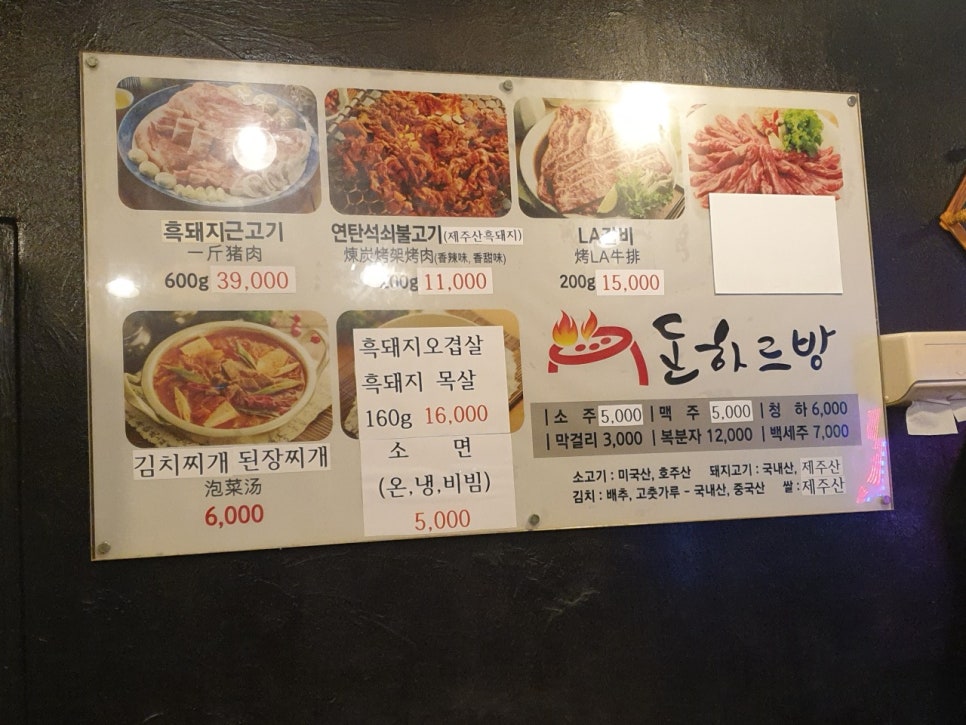 흑돼지근고기
一斤猪肉
600g 39,000
연탄석쇠불고기(제주산흑돼지)
煉炭烤架烤肉(香辣味, 香甜味)
11,000
LA갈비
烤LA牛排
200g 15,000
김치찌개 된장찌개
泡菜汤
6,000
흑돼지오겹살
흑돼지 목살
160g 16,000
소 면
(온,냉,비빔)
5,000
돈하르방
| 소 주 5,000 | 맥 주 5,000 | 청 하 6,000
| 막걸리 3,000 | 복분자 12,000 | 백세주 7,000
소고기 : 미국산, 호주산 돼지고기 : 국내산, 제주산
김치 : 배추, 고춧가루 - 국내산, 중국산 쌀 : 제주산